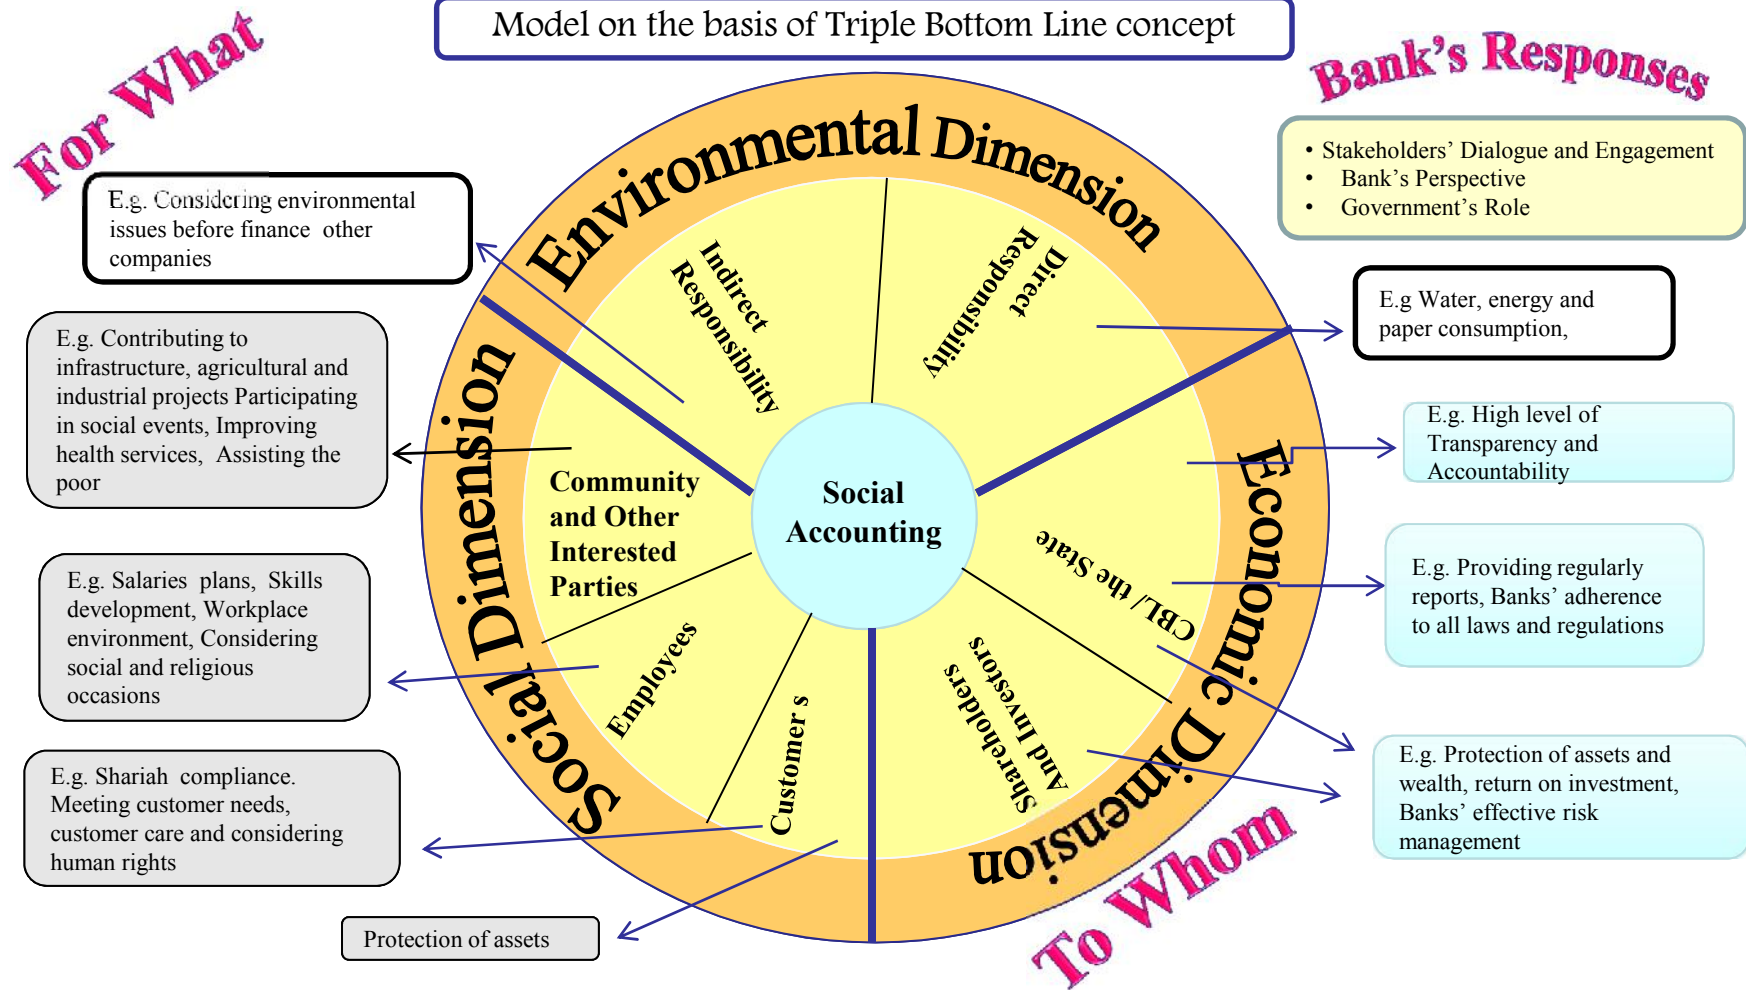 Model on the basis of Triple Bottom Line concept
For What
Bank's Responses
• Stakeholders' Dialogue and Engagement
• Bank's Perspective
• Government's Role
E.g. Considering environmental
issues before finance other
companies
E.g. Contributing to
infrastructure, agricultural and
industrial projects Participating
in social events, Improving
health services, Assisting the
poor
E.g. Salaries plans, Skills
development, Workplace
environment, Considering
social and religious
occasions
E.g. Shariah compliance.
Meeting customer needs,
customer care and considering
human rights
Protection of assets
Environmental Dimension
Indirect
Responsibility
Direct
Responsibility
Social Dimension
Community
and Other
Interested
Parties
Employees
Customer s
Social
Accounting
Economic Dimension
CBL/ the State
Shareholders
And Investors
E.g Water, energy and
paper consumption,
E.g. High level of
Transparency and
Accountability
E.g. Providing regularly
reports, Banks' adherence
to all laws and regulations
E.g. Protection of assets and
wealth, return on investment,
Banks' effective risk
management
To Whom